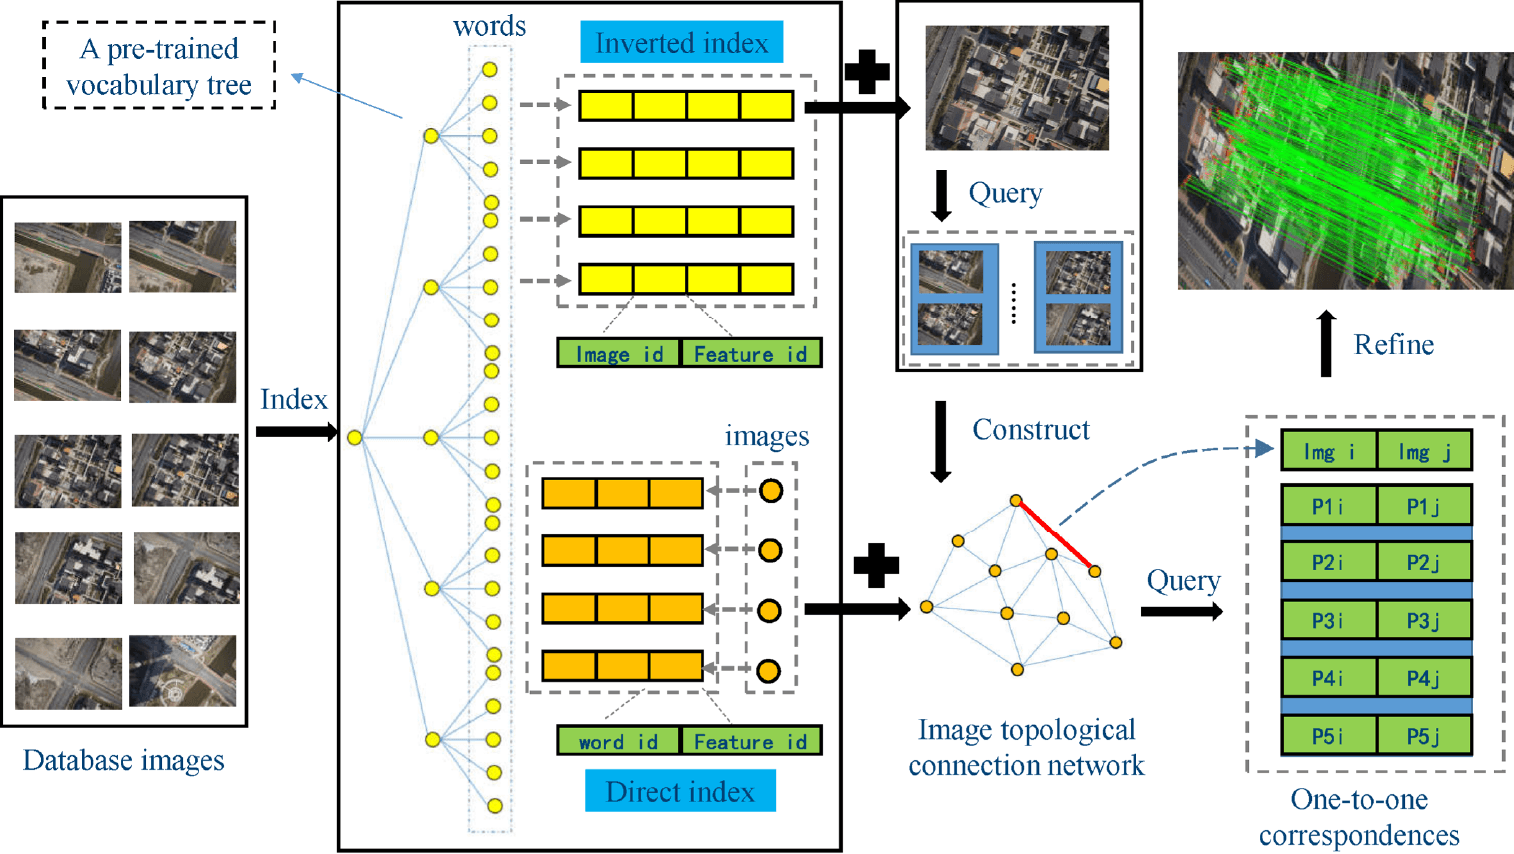 A pre-trained
vocabulary tree
words
Inverted index
Image id
Feature id
Query
Refine
Index
Construct
images
Img i
Img j
P1i
P1j
P2i
P2j
P3i
P3j
P4i
P4j
P5i
P5j
Query
word id
Feature id
Direct index
Database images
Image topological
connection network
One-to-one
correspondences